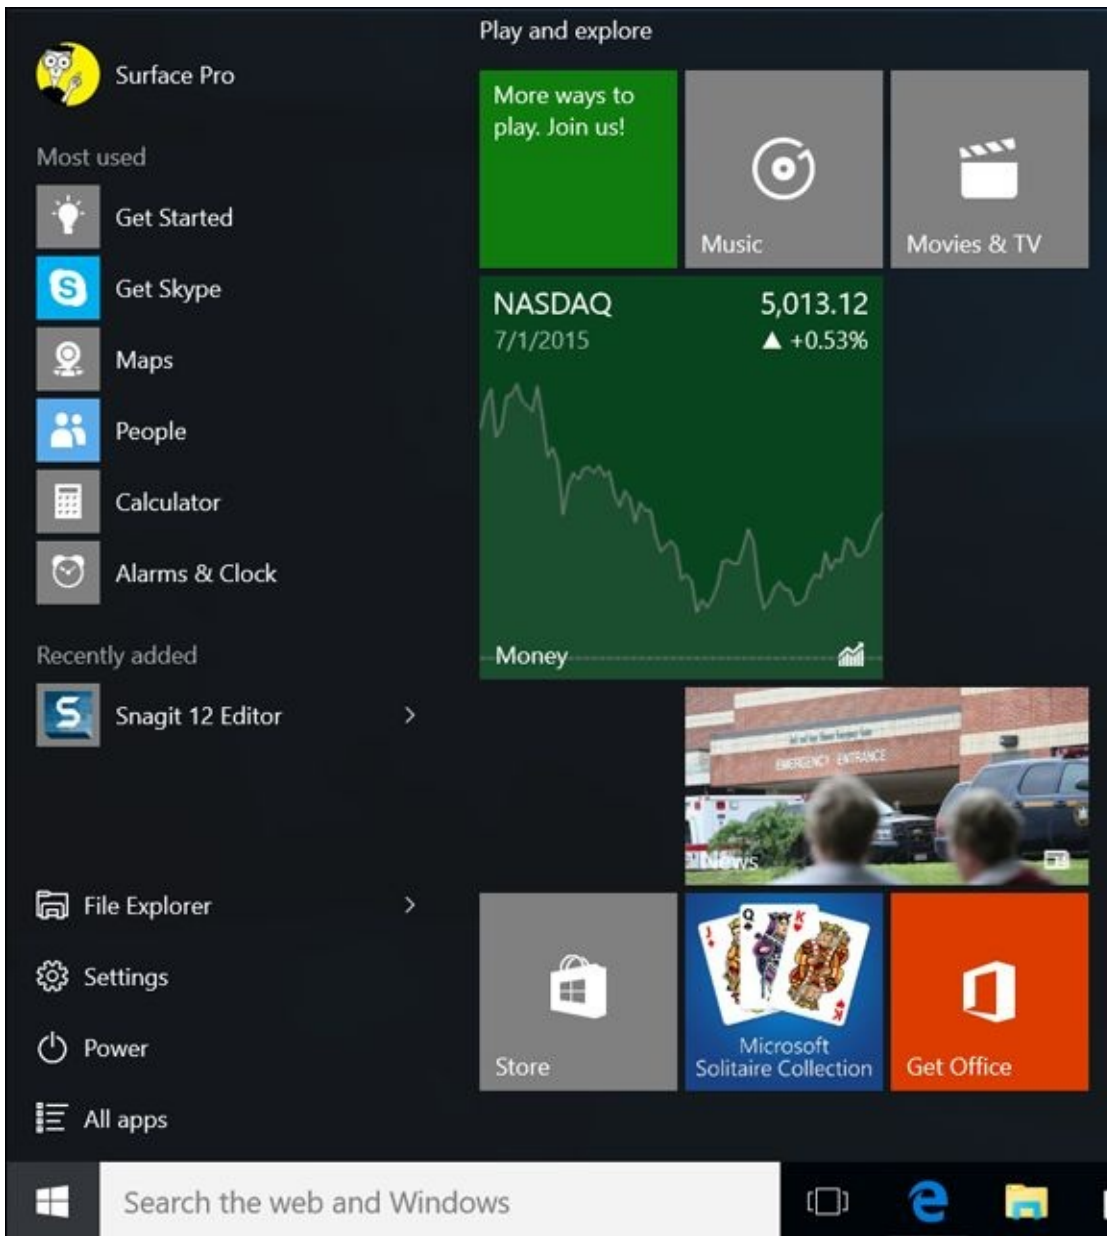 Surface Pro
Most used
Get Started
Get Skype
Maps
People
Calculator
Alarms & Clock
Recently added
Snagit 12 Editor
File Explorer
Settings
Power
All apps
Search the web and Windows
Play and explore
More ways to
play. Join us!
Music
Movies & TV
NASDAQ 5,013.12
7/1/2015 ▲ +0.53%
Money
EMERGENCY ENTRANCE
News
Store
J
Q
K
K
Microsoft
Solitaire Collection
Get Office